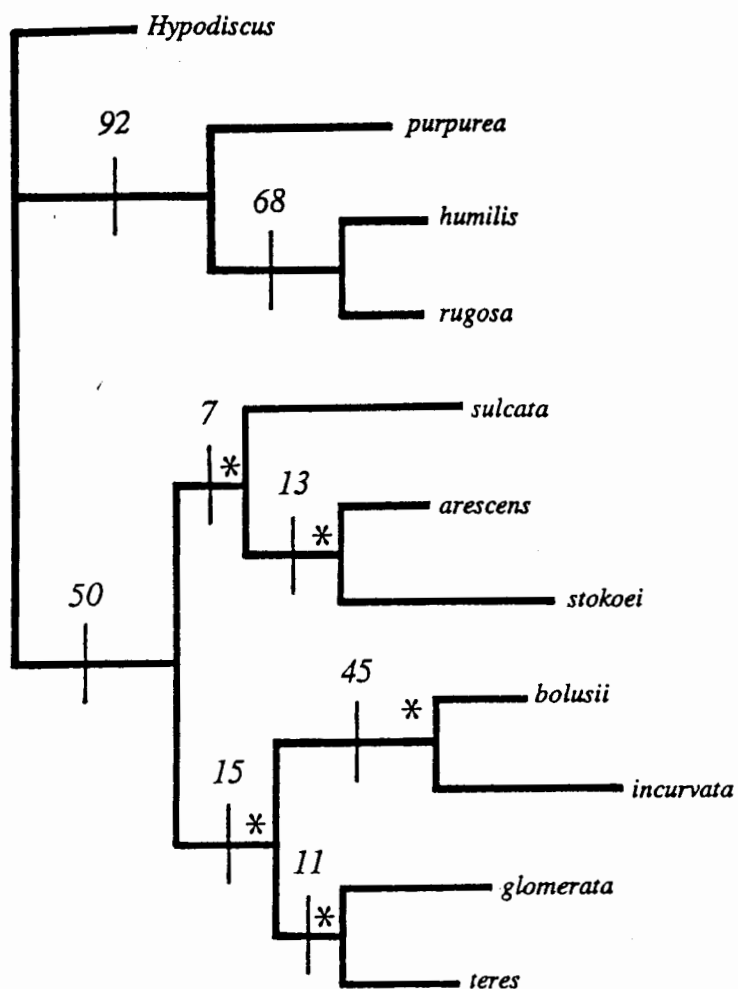 Hypodiscus
92
purpurea
68
humilis
rugosa
7
sulcata
*
13
arescens
*
stokoei
50
45
bolusii
*
incurvata
15
*
11
glomerata
*
teres